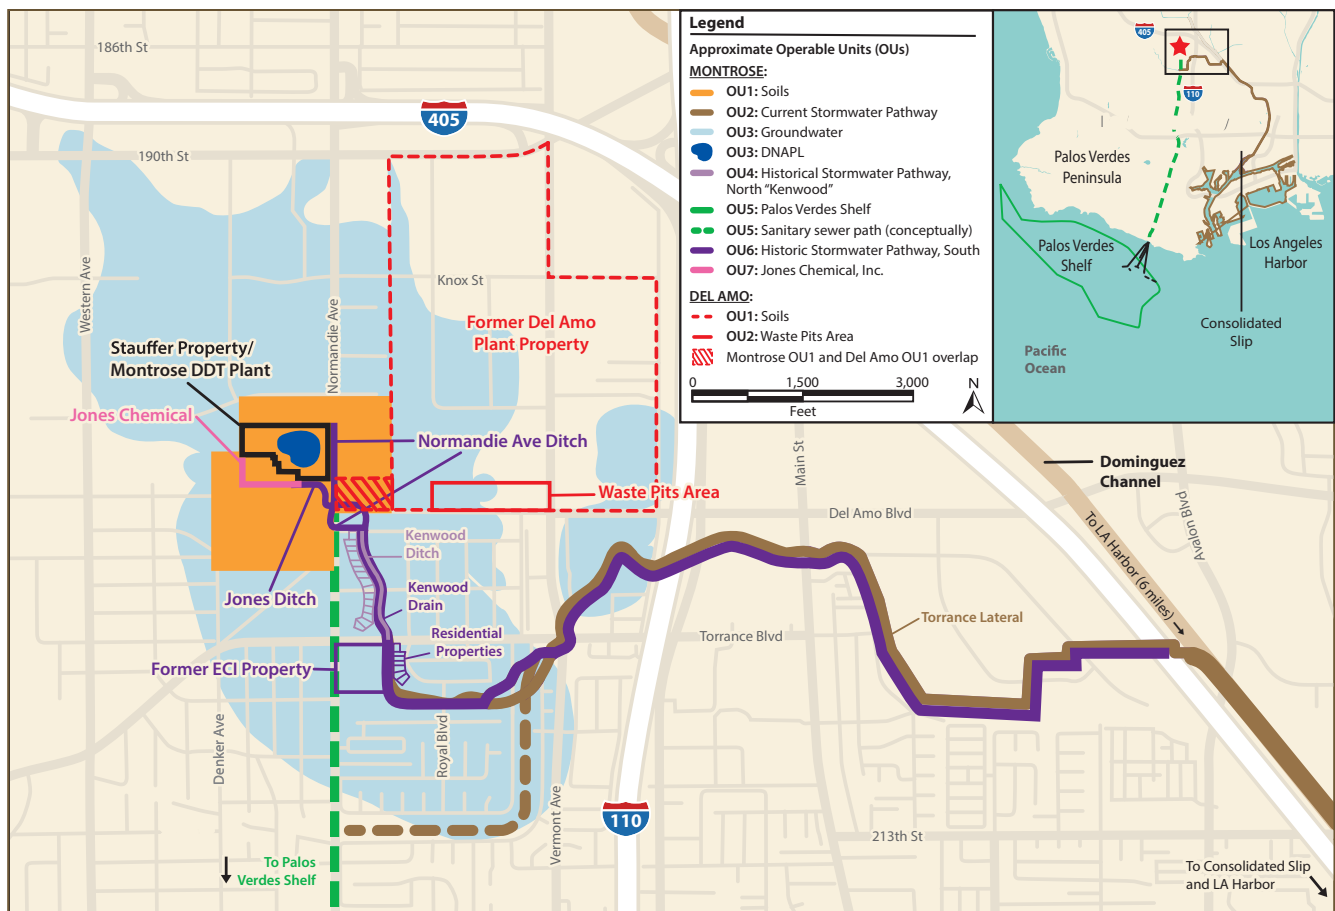 186th St
405
190th St
Western Ave
Normandie Ave
Knox St
Former Del Amo
Plant Property
Stauffer Property/
Montrose DDT Plant
Jones Chemical
Normandie Ave Ditch
Waste Pits Area
Kenwood
Ditch
Jones Ditch
Kenwood
Drain
Residential
Properties
Former ECI Property
Denker Ave
Royal Blvd
Vermont Ave
110
To Palos
Verdes Shelf
Main St
Del Amo Blvd
Torrance Blvd
Torrance Lateral
213th St
Dominguez
Channel
Avalon Blvd
To LA Harbor (6 miles)
To Consolidated Slip
and LA Harbor
Legend
Approximate Operable Units (OUs)
MONTROSE:
OU1: Soils
OU2: Current Stormwater Pathway
OU3: Groundwater
OU3: DNAPL
OU4: Historical Stormwater Pathway,
North "Kenwood"
OU5: Palos Verdes Shelf
OU5: Sanitary sewer path (conceptually)
OU6: Historic Stormwater Pathway, South
OU7: Jones Chemical, Inc.
DEL AMO:
OU1: Soils
OU2: Waste Pits Area
Montrose OU1 and Del Amo OU1 overlap
0 1,500 3,000
Feet
N
405
110
Palos Verdes
Peninsula
Palos Verdes
Shelf
Los Angeles
Harbor
Consolidated
Slip
Pacific
Ocean